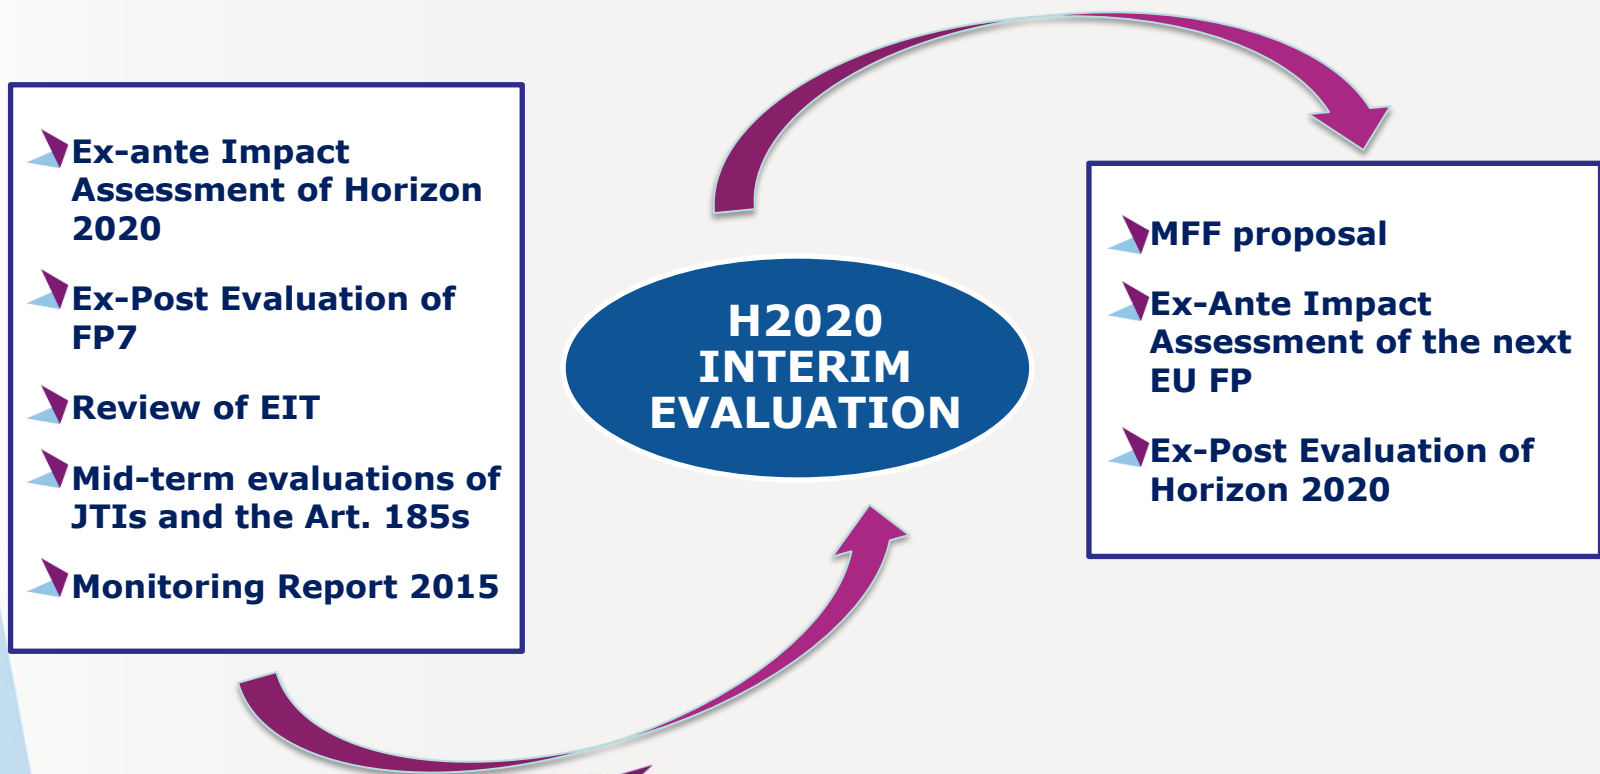 Ex-ante Impact
Assessment of Horizon
2020
Ex-Post Evaluation of
FP7
Review of EIT
Mid-term evaluations of
JTIs and the Art. 185s
Monitoring Report 2015
H2020
INTERIM
EVALUATION
MFF proposal
Ex-Ante Impact
Assessment of the next
EU FP
Ex-Post Evaluation of
Horizon 2020